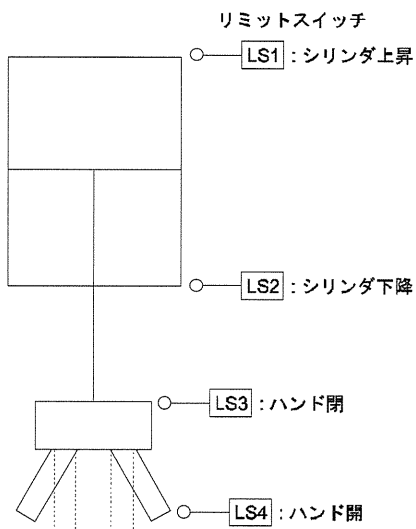 リミットスイッチ
LS1 : シリンダ上昇
LS2 : シリンダ下降
LS3 : ハンド閉
LS4 : ハンド開